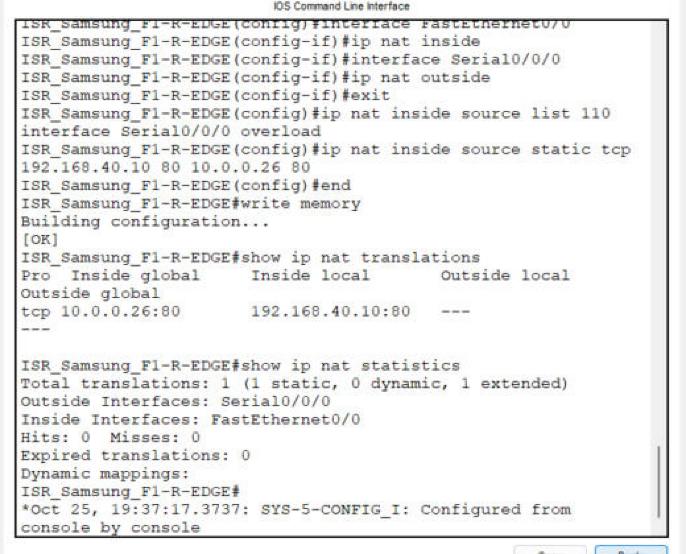 IOS Command Line Interface
ISR_Samsung_F1-R-EDGE(config)#interface FastEthernet0/0
ISR_Samsung_F1-R-EDGE(config-if)#ip nat inside
ISR_Samsung_F1-R-EDGE(config-if)#interface Serial0/0/0
ISR_Samsung_F1-R-EDGE(config-if)#ip nat outside
ISR_Samsung_F1-R-EDGE(config-if)#exit
ISR_Samsung_F1-R-EDGE(config)#ip nat inside source list 110
interface Serial0/0/0 overload
ISR_Samsung_F1-R-EDGE(config)#ip nat inside source static tcp
192.168.40.10 80 10.0.0.26 80
ISR_Samsung_F1-R-EDGE(config)#end
ISR_Samsung_F1-R-EDGE#write memory
Building configuration...
[OK]
ISR_Samsung_F1-R-EDGE#show ip nat translations
Pro  Inside global     Inside local       Outside local
Outside global
tcp 10.0.0.26:80       192.168.40.10:80   ---
---
ISR_Samsung_F1-R-EDGE#show ip nat statistics
Total translations: 1 (1 static, 0 dynamic, 1 extended)
Outside Interfaces: Serial0/0/0
Inside Interfaces: FastEthernet0/0
Hits: 0  Misses: 0
Expired translations: 0
Dynamic mappings:
ISR_Samsung_F1-R-EDGE#
*Oct 25, 19:37:17.3737: SYS-5-CONFIG_I: Configured from
console by console